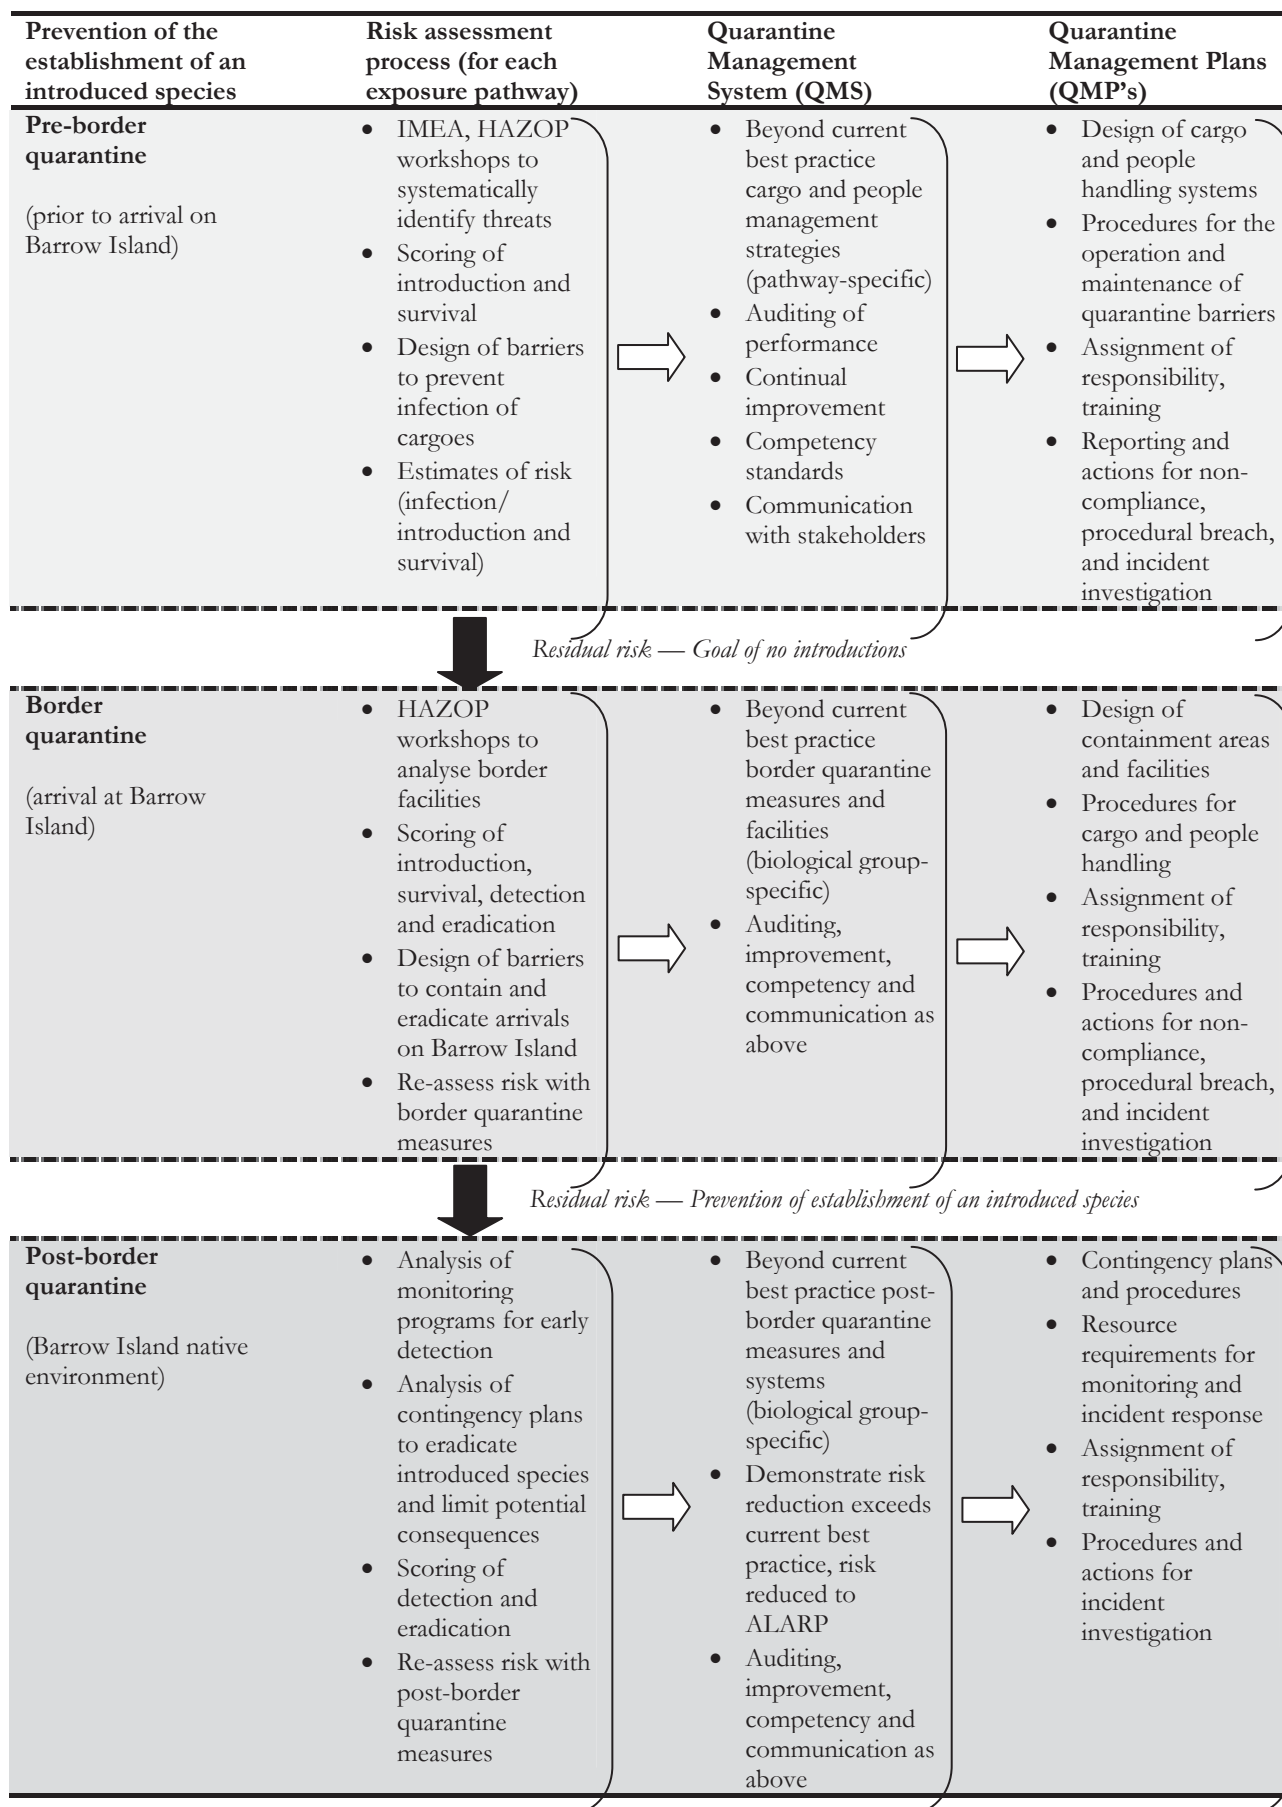 Prevention of the
establishment of an
introduced species
Risk assessment
process (for each
exposure pathway)
Quarantine
Management
System (QMS)
Quarantine
Management Plans
(QMP's)
Pre-border
quarantine
(prior to arrival on
Barrow Island)
• IMEA, HAZOP
workshops to
systematically
identify threats
• Scoring of
introduction and
survival
• Design of barriers
to prevent
infection of
cargoes
• Estimates of risk
(infection/
introduction and
survival)
• Beyond current
best practice
cargo and people
management
strategies
(pathway-specific)
• Auditing of
performance
• Continual
improvement
• Competency
standards
• Communication
with stakeholders
• Design of cargo
and people
handling systems
• Procedures for the
operation and
maintenance of
quarantine barriers
• Assignment of
responsibility,
training
• Reporting and
actions for non-
compliance,
procedural breach,
and incident
investigation
Residual risk — Goal of no introductions
Border
quarantine
(arrival at Barrow
Island)
• HAZOP
workshops to
analyse border
facilities
• Scoring of
introduction,
survival, detection
and eradication
• Design of barriers
to contain and
eradicate arrivals
on Barrow Island
• Re-assess risk with
border quarantine
measures
• Beyond current
best practice
border quarantine
measures and
facilities
(biological group-
specific)
• Auditing,
improvement,
competency and
communication as
above
• Design of
containment areas
and facilities
• Procedures for
cargo and people
handling
• Assignment of
responsibility,
training
• Procedures and
actions for non-
compliance,
procedural breach,
and incident
investigation
Residual risk — Prevention of establishment of an introduced species
Post-border
quarantine
(Barrow Island native
environment)
• Analysis of
monitoring
programs for early
detection
• Analysis of
contingency plans
to eradicate
introduced species
and limit potential
consequences
• Scoring of
detection and
eradication
• Re-assess risk with
post-border
quarantine
measures
• Beyond current
best practice post-
border quarantine
measures and
systems
(biological group-
specific)
• Demonstrate risk
reduction exceeds
current best
practice, risk
reduced to
ALARP
• Auditing,
improvement,
competency and
communication as
above
• Contingency plans
and procedures
• Resource
requirements for
monitoring and
incident response
• Assignment of
responsibility,
training
• Procedures and
actions for
incident
investigation